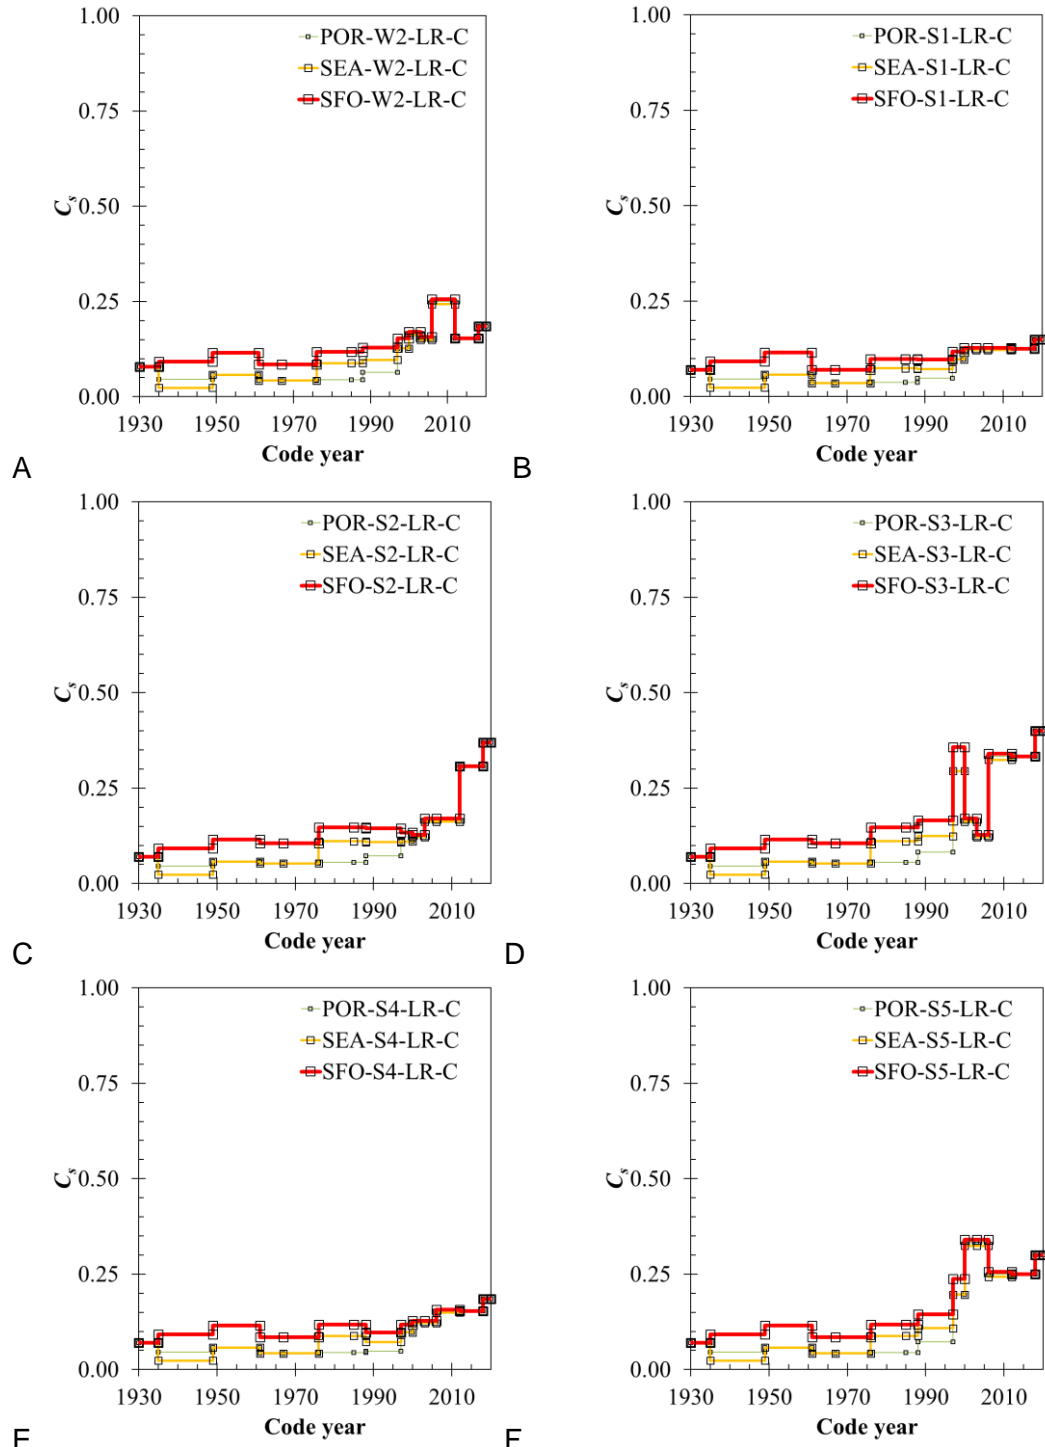 1.00
POR-W2-LR-C
SEA-W2-LR-C
SFO-W2-LR-C
0.75
Cs
0.50
0.25
0.00
1930 1950 1970 1990 2010
Code year
A
1.00
POR-S1-LR-C
SEA-S1-LR-C
SFO-S1-LR-C
0.75
Cs
0.50
0.25
0.00
1930 1950 1970 1990 2010
Code year
B
1.00
POR-S2-LR-C
SEA-S2-LR-C
SFO-S2-LR-C
0.75
Cs
0.50
0.25
0.00
1930 1950 1970 1990 2010
Code year
C
1.00
POR-S3-LR-C
SEA-S3-LR-C
SFO-S3-LR-C
0.75
Cs
0.50
0.25
0.00
1930 1950 1970 1990 2010
Code year
D
1.00
POR-S4-LR-C
SEA-S4-LR-C
SFO-S4-LR-C
0.75
Cs
0.50
0.25
0.00
1930 1950 1970 1990 2010
Code year
E
1.00
POR-S5-LR-C
SEA-S5-LR-C
SFO-S5-LR-C
0.75
Cs
0.50
0.25
0.00
1930 1950 1970 1990 2010
Code year
F